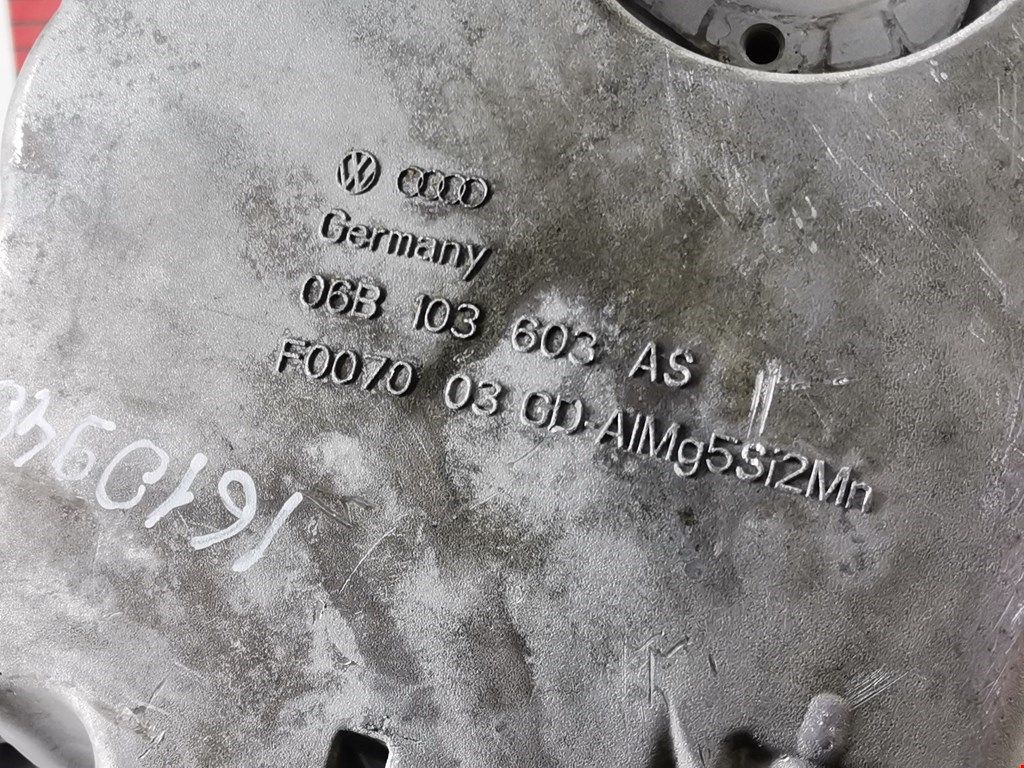 Germany
06B 103 603 AS
F0070 03 GD-AlMg5Si2Mn